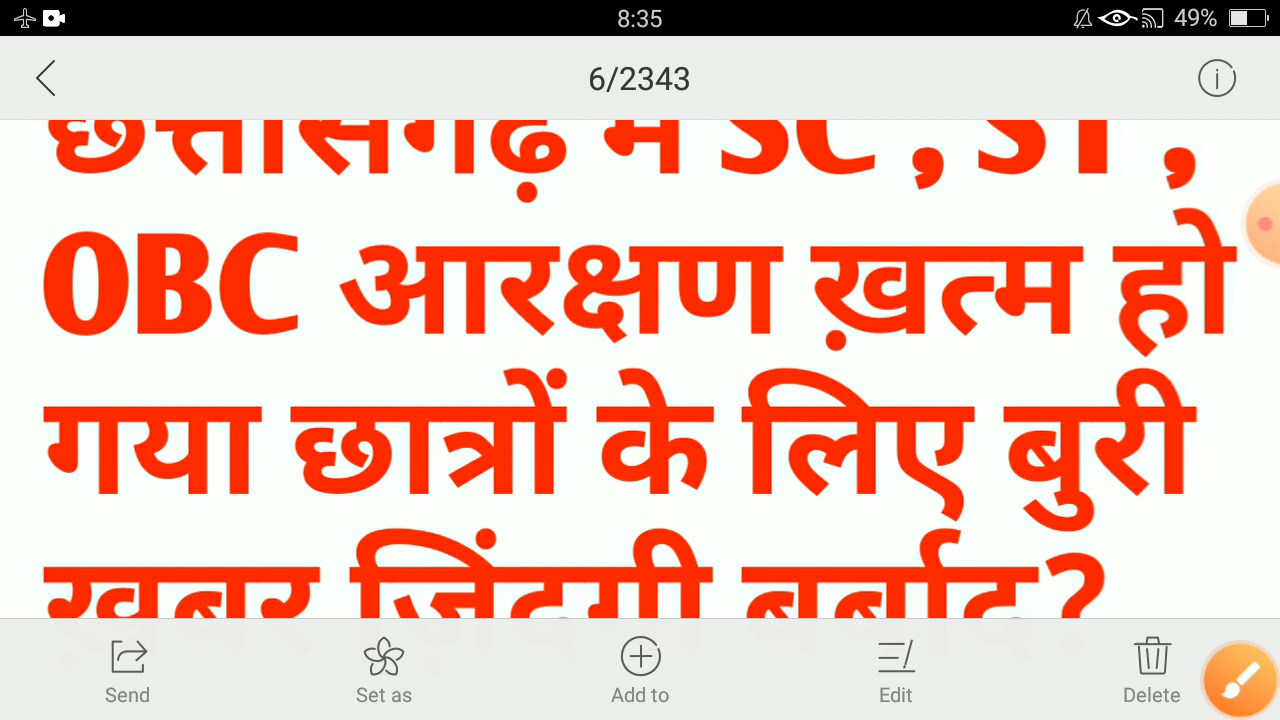 8:35
49%
6/2343
छत्तीसगढ़ में SC , ST ,
OBC आरक्षण ख़त्म हो
गया छात्रों के लिए बुरी
ख़बर ज़िंदगी बर्बाद?
Send Set as Add to Edit Delete